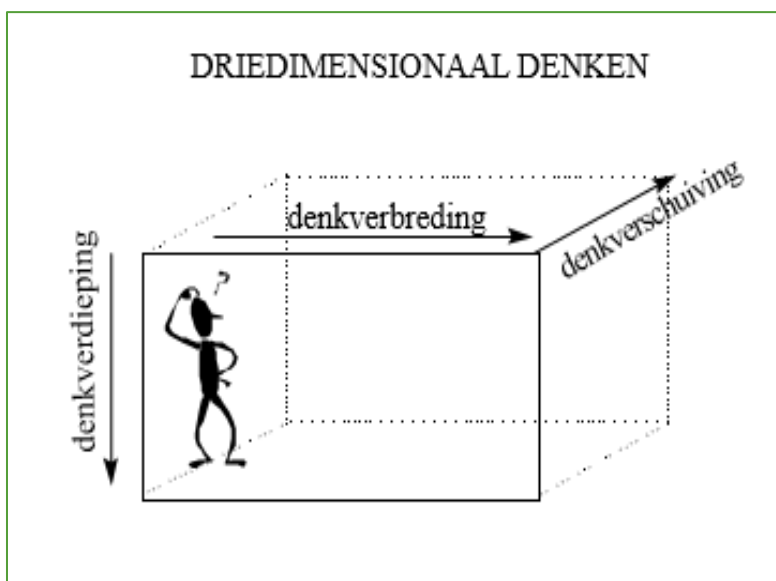 DRIEDIMENSIONAAL DENKEN
denkverbreding
denkverschuiving
denkverdieping
?